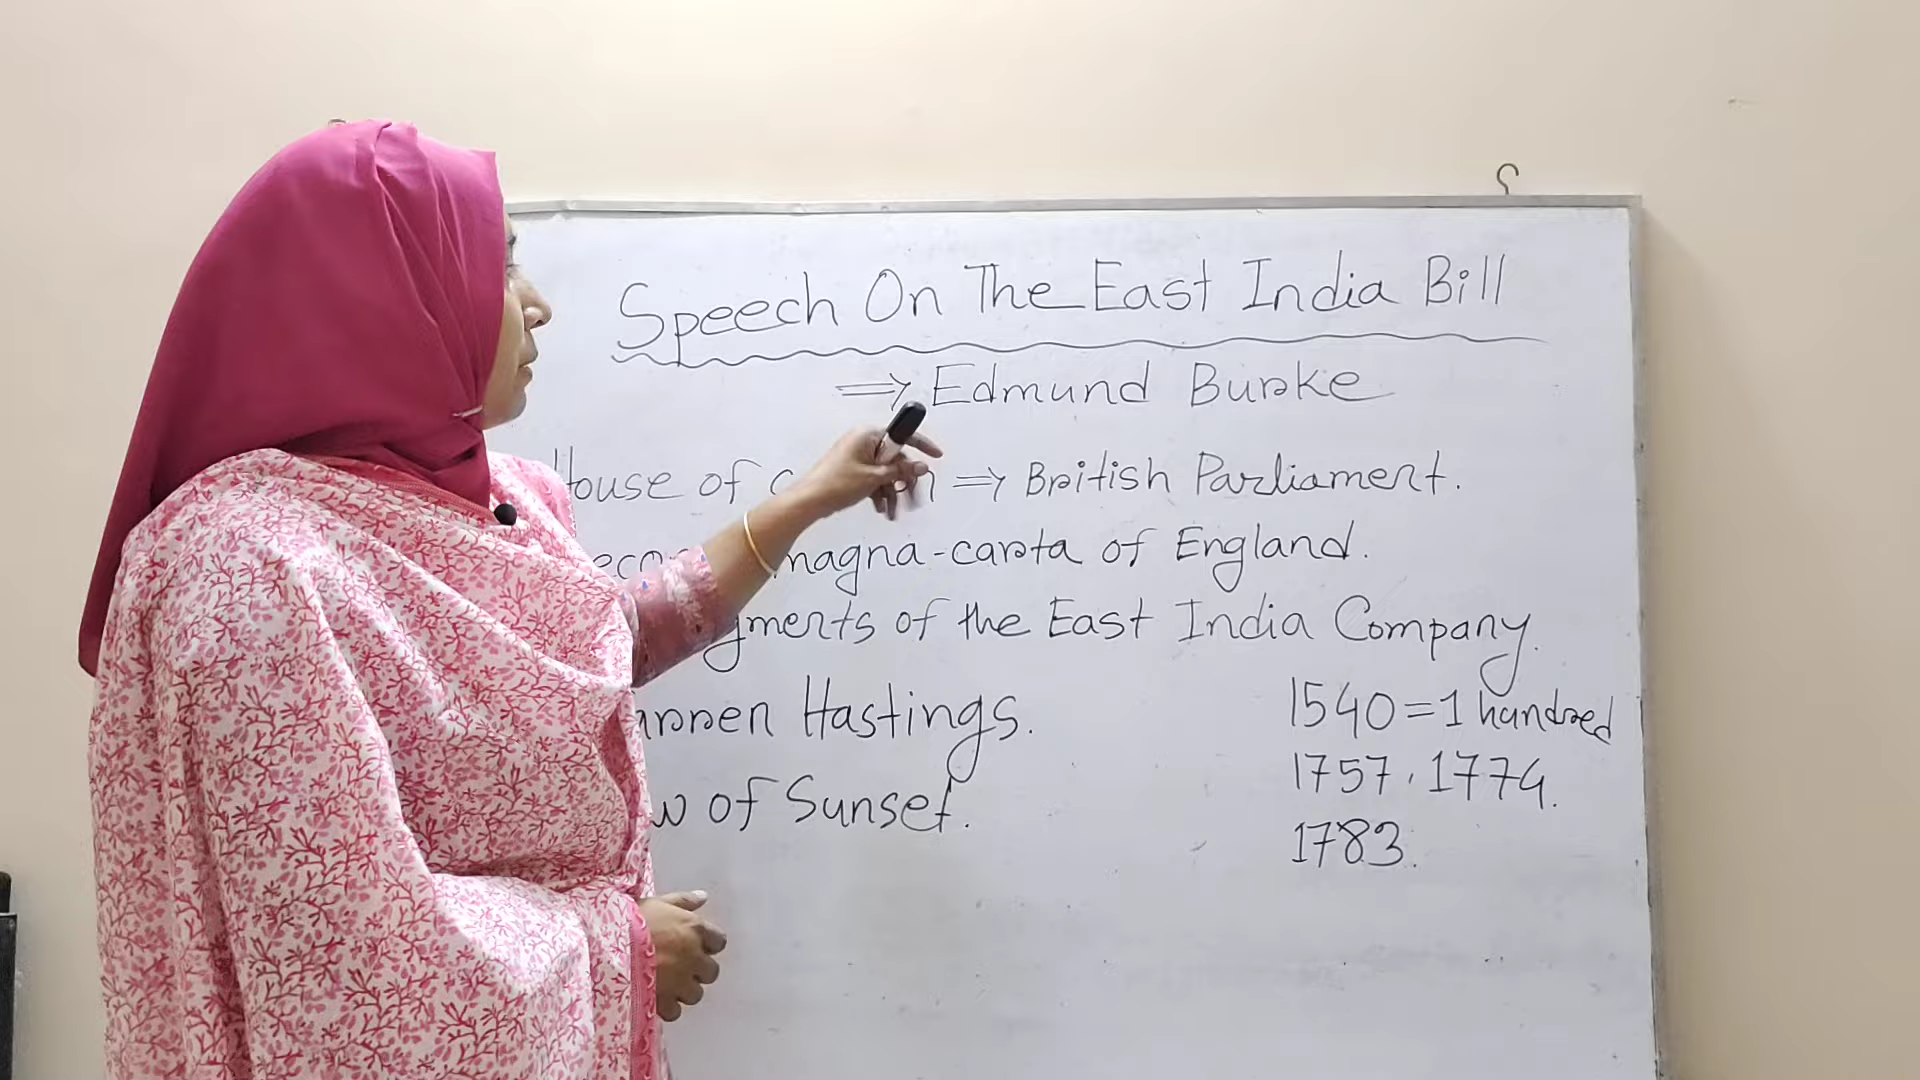 Speech On The East India Bill
⇒ Edmund Burke
House of ⇒ British Parliament.
magna-carta of England.
of the East India Company.
Hastings.
1540 = 1 hundred
of Sunset.
1757, 1774.
1783.